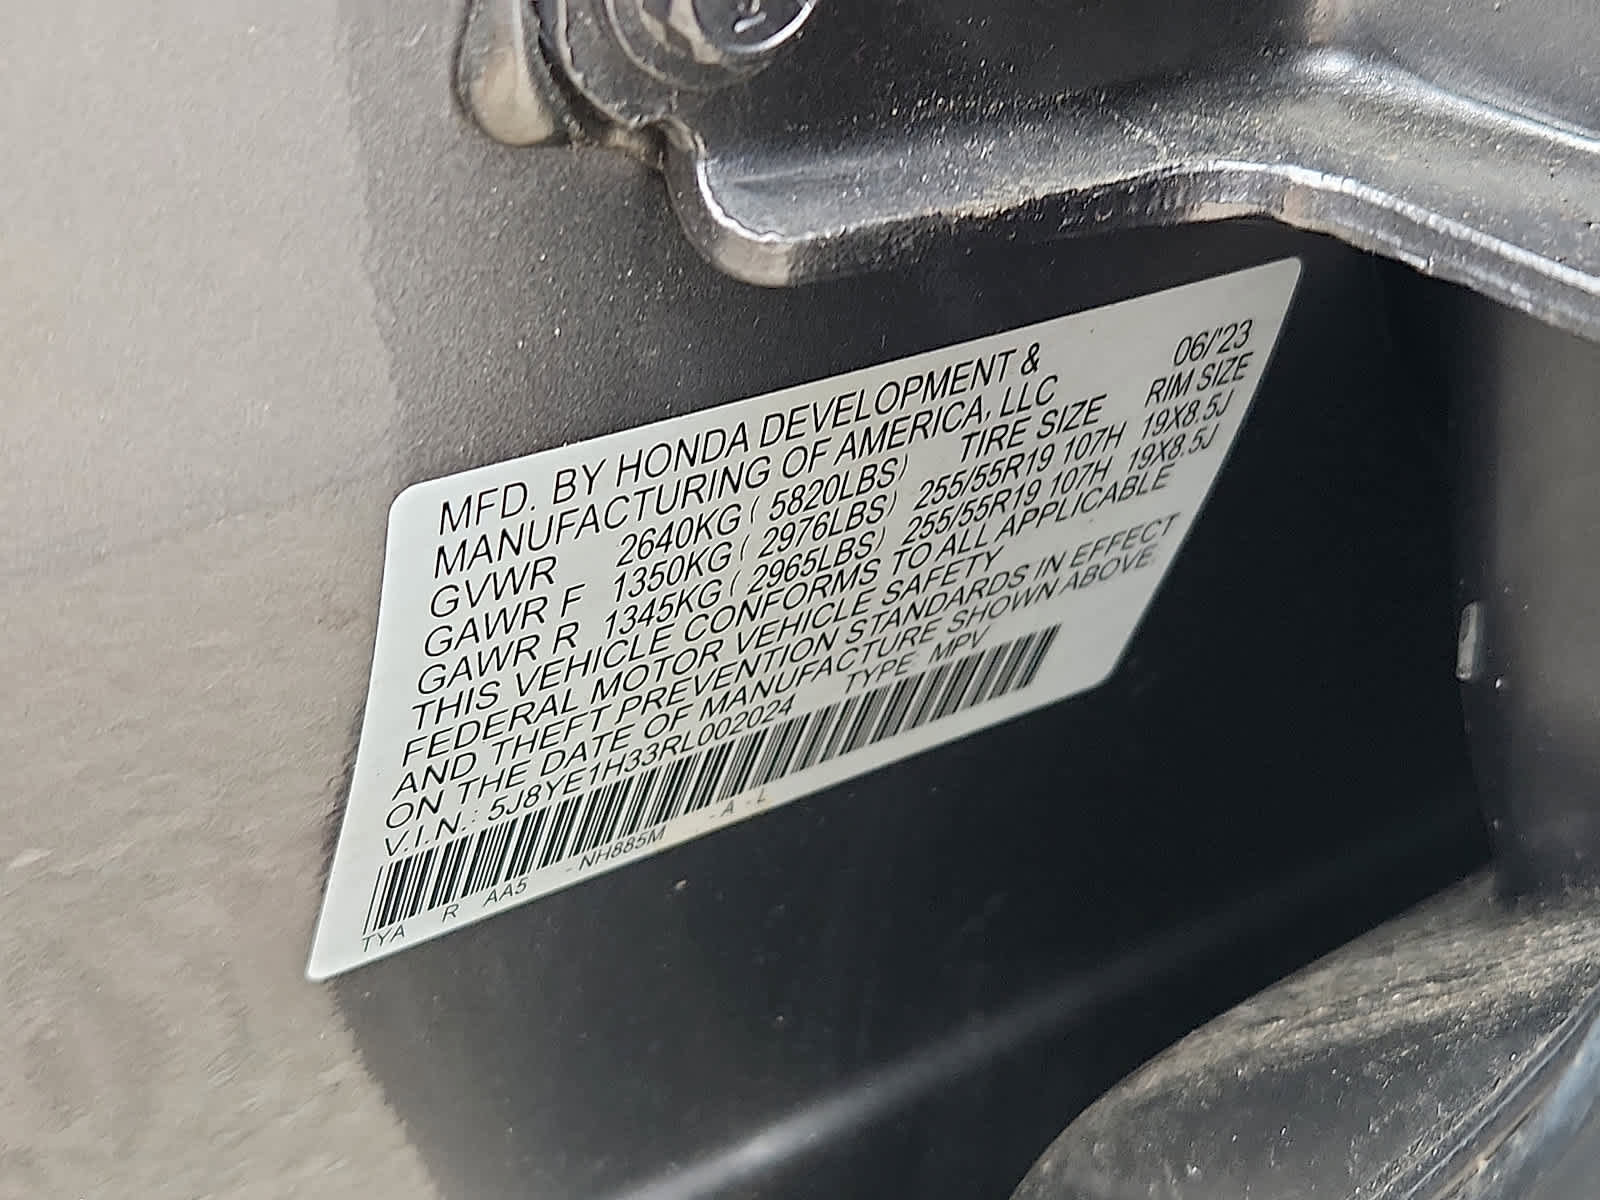 MFD. BY HONDA DEVELOPMENT & 06/'23
MANUFACTURING OF AMERICA, LLC
TIRE SIZE RIM SIZE
GVWR 2640KG ( 5820LBS)
GAWR F 1350KG ( 2976LBS) 255/55R19 107H 19X8.5J
GAWR R 1345KG ( 2965LBS) 255/55R19 107H 19X8.5J
THIS VEHICLE CONFORMS TO ALL APPLICABLE
FEDERAL MOTOR VEHICLE SAFETY
AND THEFT PREVENTION STANDARDS IN EFFECT
ON THE DATE OF MANUFACTURE SHOWN ABOVE.
V.I.N.: 5J8YE1H33RL002024 TYPE: MPV
TYA R AA5 -NH885M -A -L